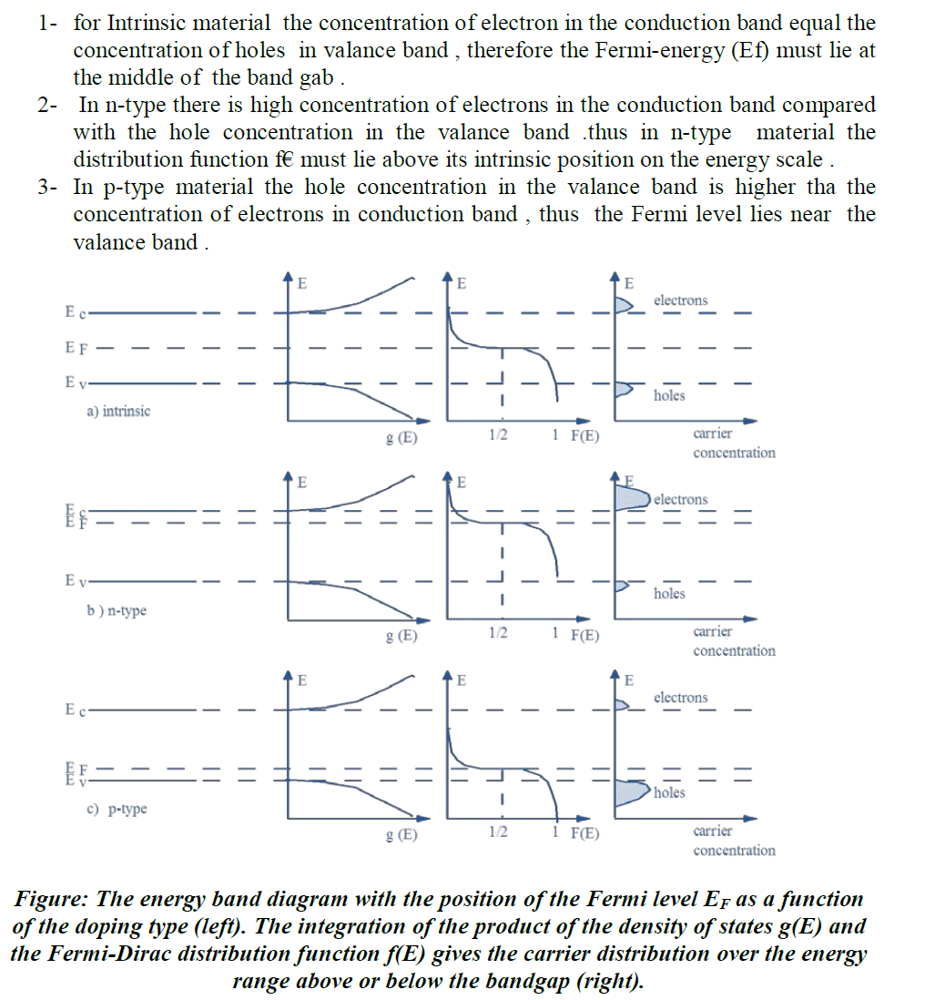 1- for Intrinsic material the concentration of electron in the conduction band equal the
concentration of holes in valance band , therefore the Fermi-energy (Ef) must lie at
the middle of the band gab .
2- In n-type there is high concentration of electrons in the conduction band compared
with the hole concentration in the valance band .thus in n-type material the
distribution function f€ must lie above its intrinsic position on the energy scale .
3- In p-type material the hole concentration in the valance band is higher tha the
concentration of electrons in conduction band , thus the Fermi level lies near the
valance band .
E E E
electrons
E c
E F
E v
holes
a) intrinsic
g (E) 1/2 1 F(E) carrier
concentration
E E E
electrons
E c
E F
E v
holes
b ) n-type
g (E) 1/2 1 F(E) carrier
concentration
E E E
electrons
E c
E F
E v
holes
c) p-type
g (E) 1/2 1 F(E) carrier
concentration
Figure: The energy band diagram with the position of the Fermi level EF as a function
of the doping type (left). The integration of the product of the density of states g(E) and
the Fermi-Dirac distribution function f(E) gives the carrier distribution over the energy
range above or below the bandgap (right).